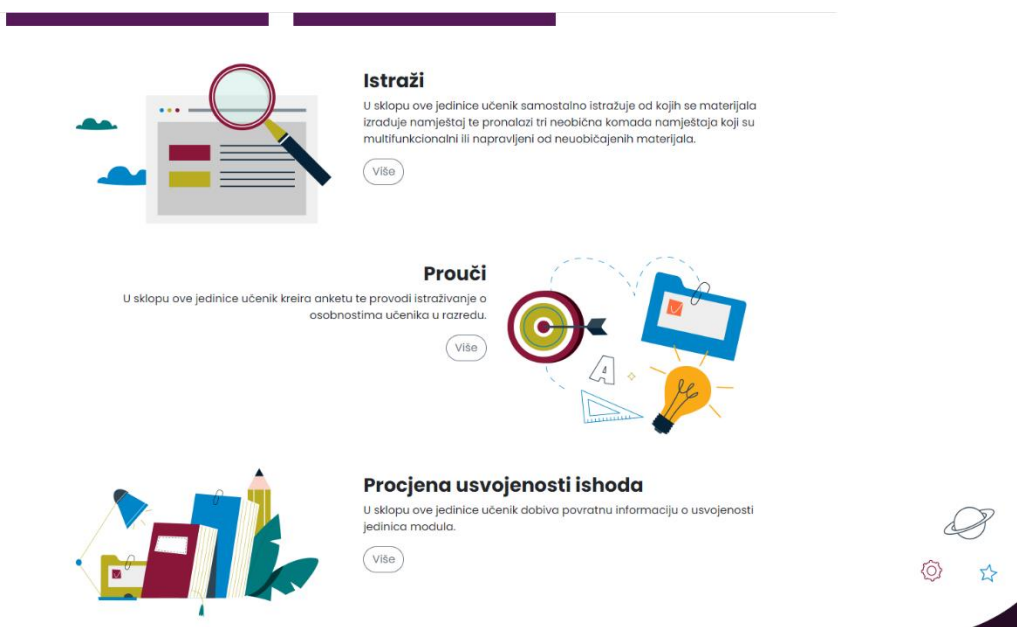 Istraži
U sklopu ove jedinice učenik samostalno istražuje od kojih se materijala
izrađuje namještaj te pronalazi tri neobična komada namještaja koji su
multifunkcionalni ili napravljeni od neuobičajenih materijala.
Više
Prouči
U sklopu ove jedinice učenik kreira anketu te provodi istraživanje o
osobnostima učenika u razredu.
Više
A
Procjena usvojenosti ishoda
U sklopu ove jedinice učenik dobiva povratnu informaciju o usvojenosti
jedinica modula.
Više